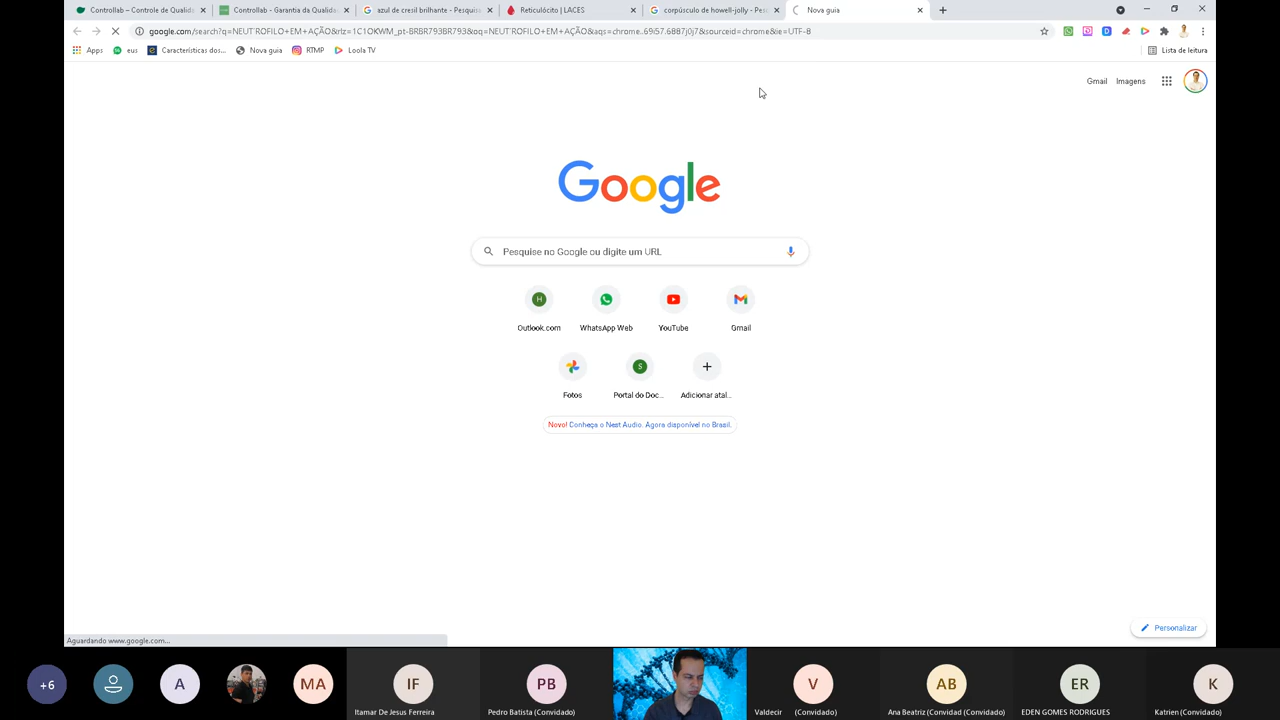 Controllab – Controle de Qualida
Controllab - Garantia da Qualidad
azul de cresil brilhante - Pesquisa
Reticulócito | LACES
corpúsculo de howell-jolly - Pes
Nova guia
google.com/search?q=NEUTROFILO+EM+AÇÃO&rlz=1C1OKWM_pt-BRBR793BR793&oq=NEUTROFILO+EM+AÇÃO&aqs=chrome..69i57.6887j0j7&sourceid=chrome&ie=UTF-8
Apps
eus
Características dos...
Nova guia
RTMP
Loola TV
Lista de leitura
Gmail
Imagens
Google
Pesquise no Google ou digite um URL
H
Outlook.com
WhatsApp Web
YouTube
Gmail
S
Fotos
Portal do Doc...
Adicionar atal...
Novo! Conheça o Nest Audio. Agora disponível no Brasil.
Personalizar
Aguardando www.google.com...
+6
A
MA
IF
PB
V
AB
ER
K
Itamar De Jesus Ferreira
Pedro Batista (Convidado)
Valdecir (Convidado)
Ana Beatriz (Convidad (Convidado)
EDEN GOMES RODRIGUES
Katrien (Convidado)